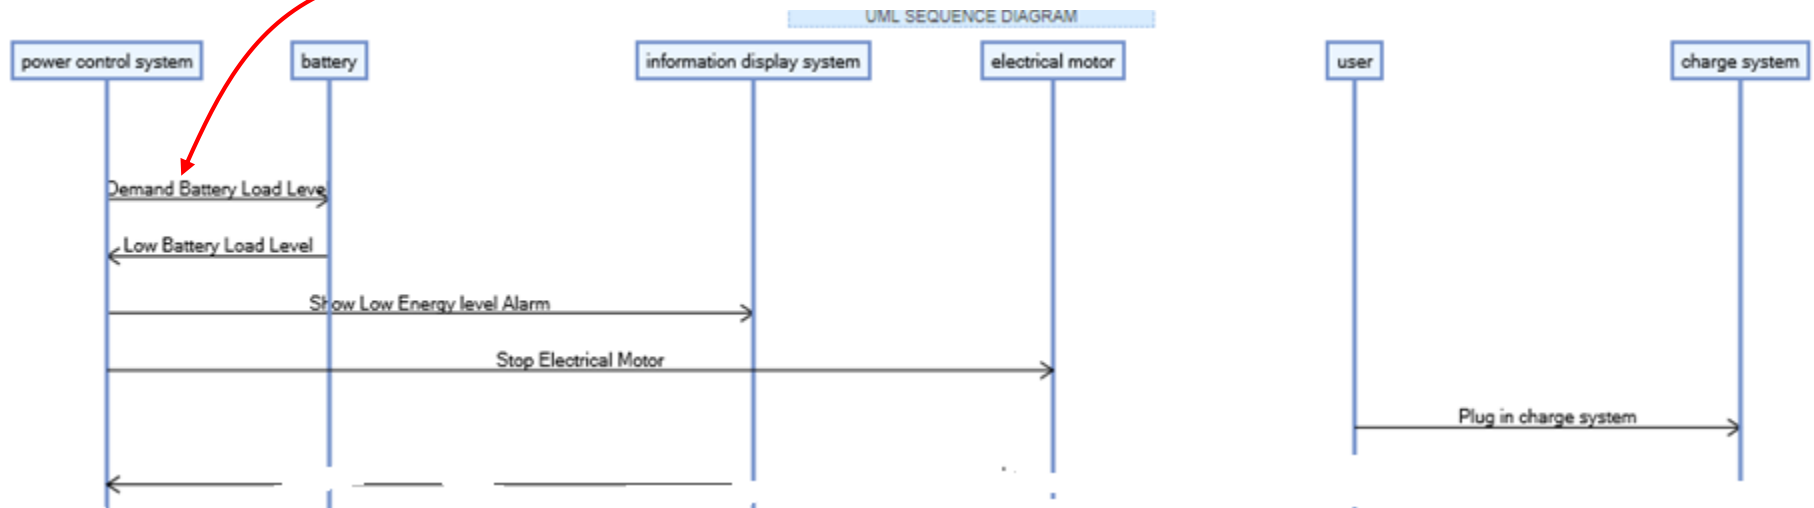 UML SEQUENCE DIAGRAM
power control system
battery
information display system
electrical motor
user
charge system
Demand Battery Load Level
Low Battery Load Level
Show Low Energy level Alarm
Stop Electrical Motor
Plug in charge system